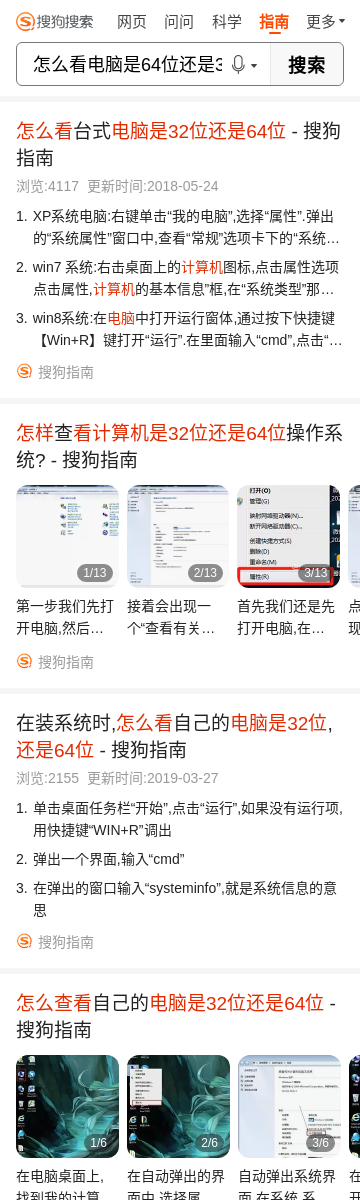 搜狗搜索 网页 问问 科学 指南 更多
怎么看电脑是64位还是3 搜索
怎么看台式电脑是32位还是64位 - 搜狗
指南
浏览:4117 更新时间:2018-05-24
1. XP系统电脑:右键单击“我的电脑”,选择“属性”.弹出
的“系统属性”窗口中,查看“常规”选项卡下的“系统…
2. win7 系统:右击桌面上的计算机图标,点击属性选项
点击属性,计算机的基本信息”框,在“系统类型”那…
3. win8系统:在电脑中打开运行窗体,通过按下快捷键
【Win+R】键打开“运行”.在里面输入“cmd”,点击“…
搜狗指南
怎样查看计算机是32位还是64位操作系
统? - 搜狗指南
打开(O)
管理(G)
映射网络驱动器(N)...
断开网络驱动器(C)...
创建快捷方式(S)
删除(D)
重命名(M)
属性(R)
1/13 2/13 3/13
第一步我们先打 接着会出现一 首先我们还是先 点
开电脑,然后… 个“查看有关… 打开电脑,在… 现
搜狗指南
在装系统时,怎么看自己的电脑是32位,
还是64位 - 搜狗指南
浏览:2155 更新时间:2019-03-27
1. 单击桌面任务栏“开始”,点击“运行”,如果没有运行项,
用快捷键“WIN+R”调出
2. 弹出一个界面,输入“cmd”
3. 在弹出的窗口输入“systeminfo”,就是系统信息的意
思
搜狗指南
怎么查看自己的电脑是32位还是64位 -
搜狗指南
1/6 2/6 3/6
在电脑桌面上, 在自动弹出的界 自动弹出系统界 在
找到我的计算 面中,选择属 面,在系统,系